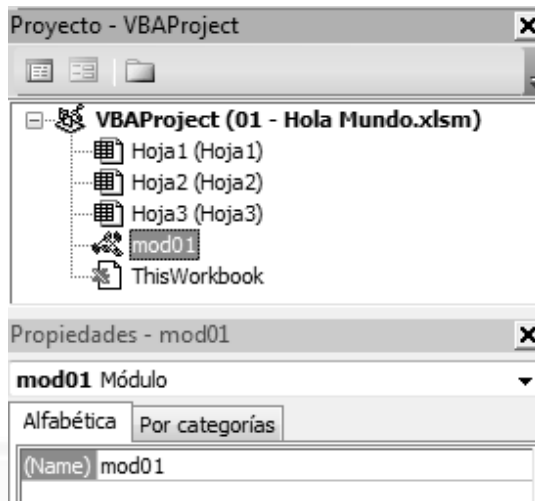 Proyecto - VBAProject
VBAProject (01 - Hola Mundo.xlsm)
Hoja1 (Hoja1)
Hoja2 (Hoja2)
Hoja3 (Hoja3)
mod01
ThisWorkbook
Propiedades - mod01
mod01 Módulo
Alfabética Por categorías
(Name) mod01